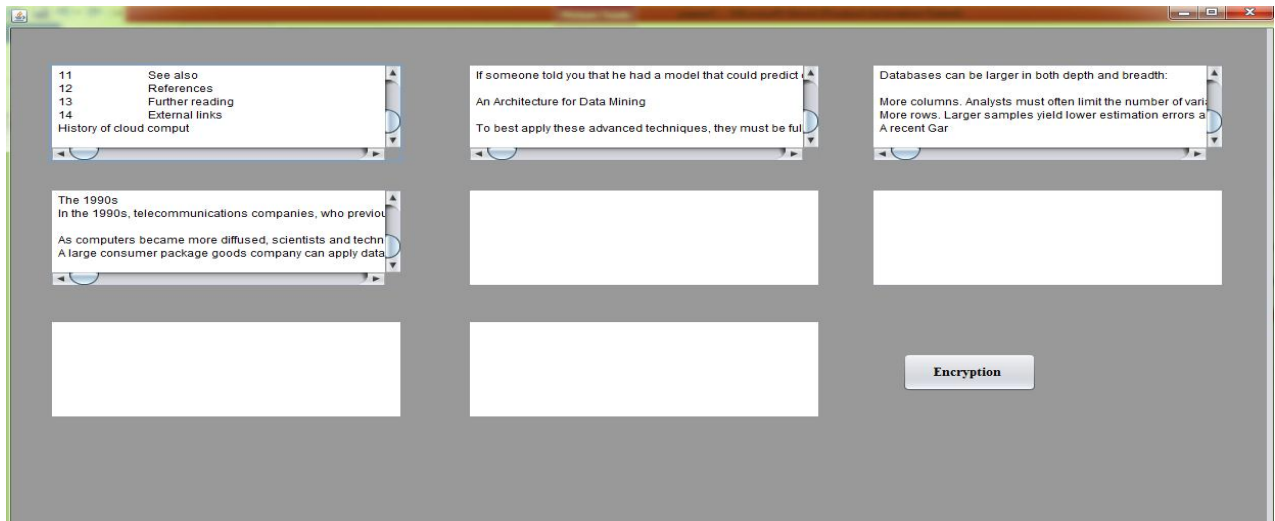 11 See also
12 References
13 Further reading
14 External links
History of cloud comput
If someone told you that he had a model that could predict
An Architecture for Data Mining
To best apply these advanced techniques, they must be ful
Databases can be larger in both depth and breadth:
More columns. Analysts must often limit the number of varia
More rows. Larger samples yield lower estimation errors a
A recent Gar
The 1990s
In the 1990s, telecommunications companies, who previou
As computers became more diffused, scientists and techn
A large consumer package goods company can apply data
Encryption